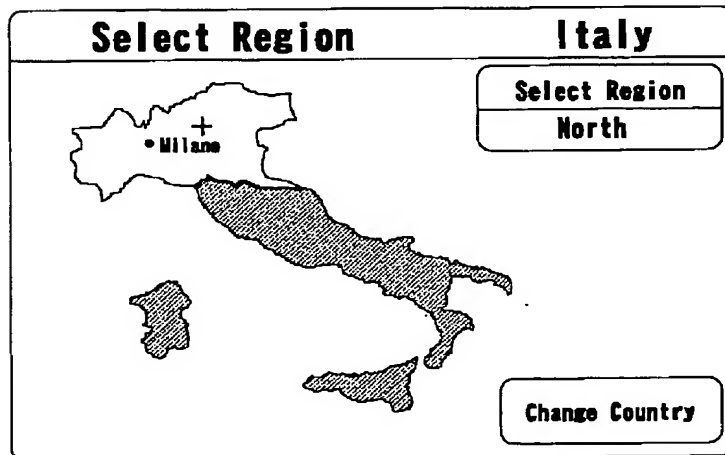 Select Region
Italy
Select Region
North
Milano
Change Country